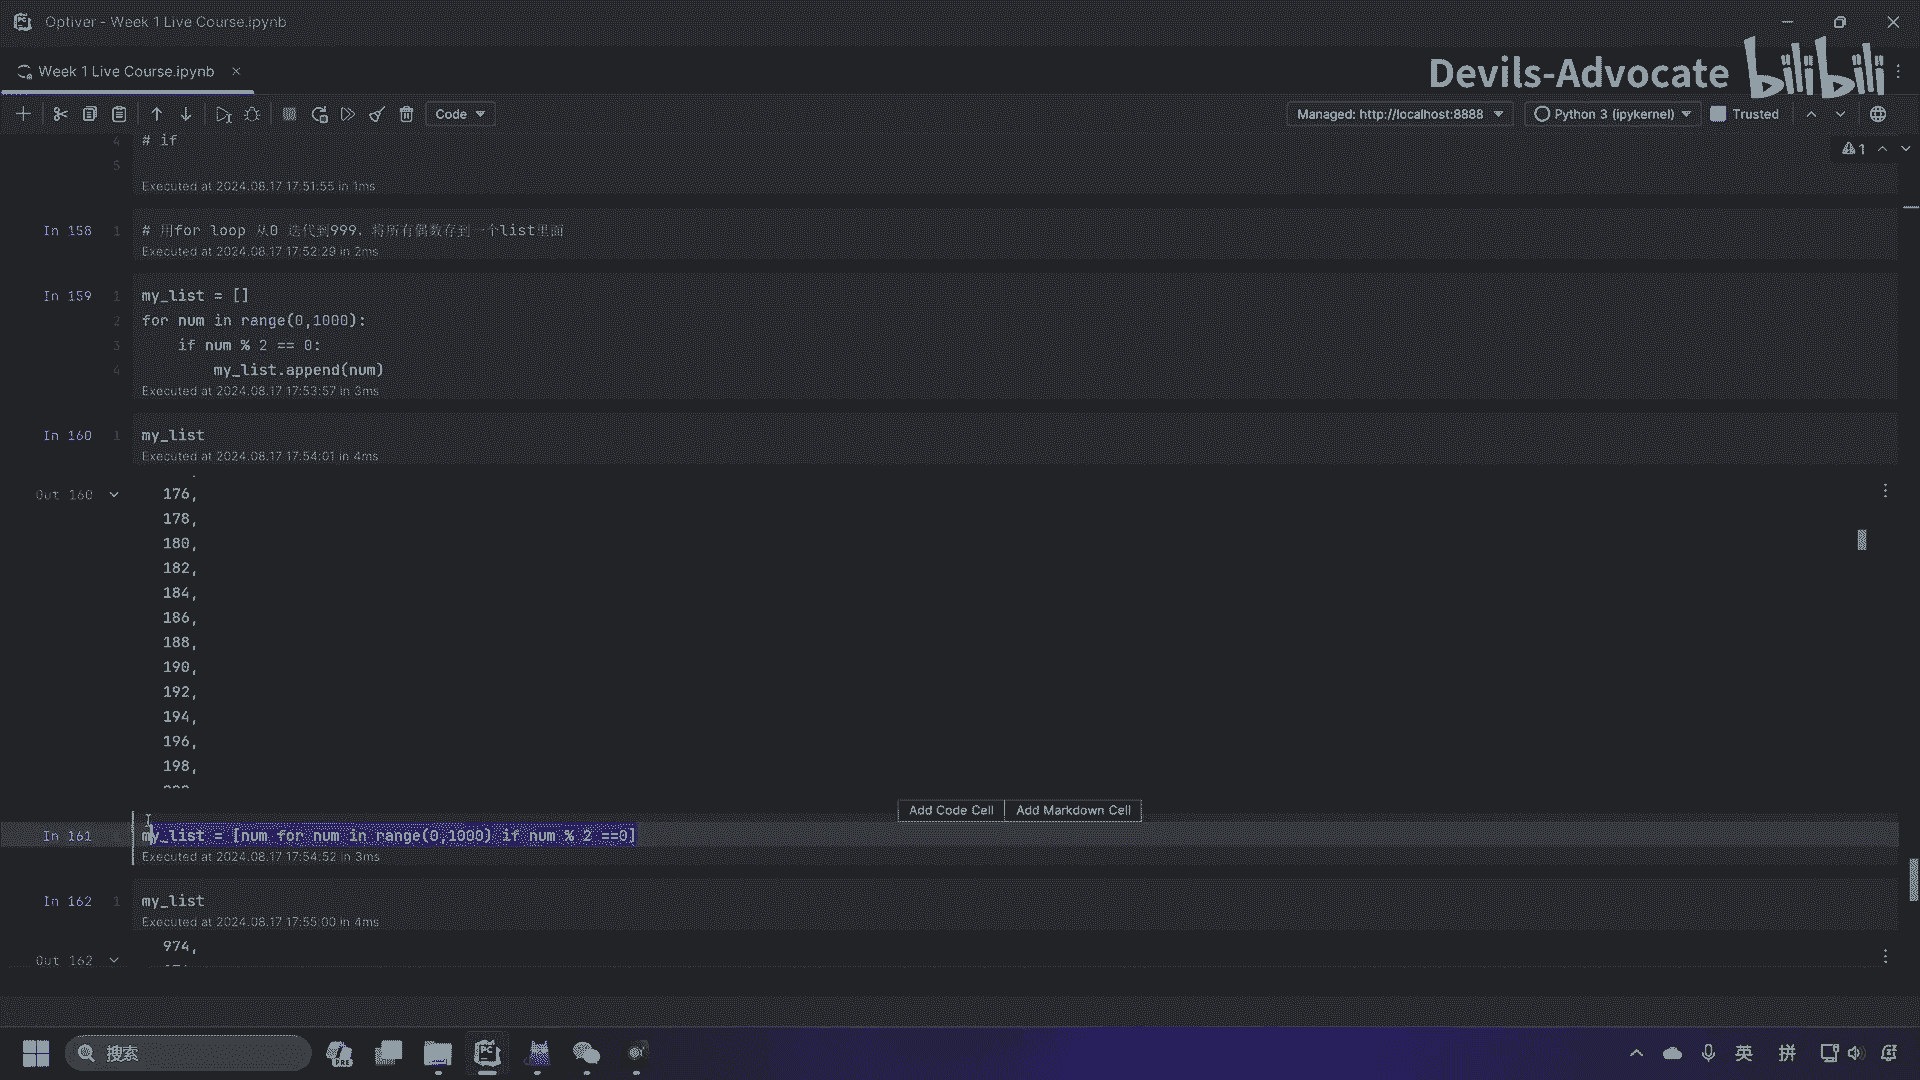 Optiver - Week 1 Live Course.ipynb
Week 1 Live Course.ipynb
Devils-Advocate bilibili
Code
Managed: http://localhost:8888
Python 3 (ipykernel)
Trusted
4 # if
1
5
Executed at 2024.08.17 17:51:55 in 1ms
In 158 1 # 用for loop 从0 迭代到999. 将所有偶数存到一个list里面
Executed at 2024.08.17 17:52:29 in 2ms
In 159 1 my_list = []
2 for num in range(0,1000):
3 if num % 2 == 0:
4 my_list.append(num)
Executed at 2024.08.17 17:53:57 in 3ms
In 160 1 my_list
Executed at 2024.08.17 17:54:01 in 4ms
Out 160
176,
178,
180,
182,
184,
186,
188,
190,
192,
194,
196,
198,
Add Code Cell Add Markdown Cell
In 161 my_list = [num for num in range(0,1000) if num % 2 ==0]
Executed at 2024.08.17 17:54:52 in 3ms
In 162 1 my_list
Executed at 2024.08.17 17:55:00 in 4ms
974,
Out 162
搜索
PRE
PC
英
拼